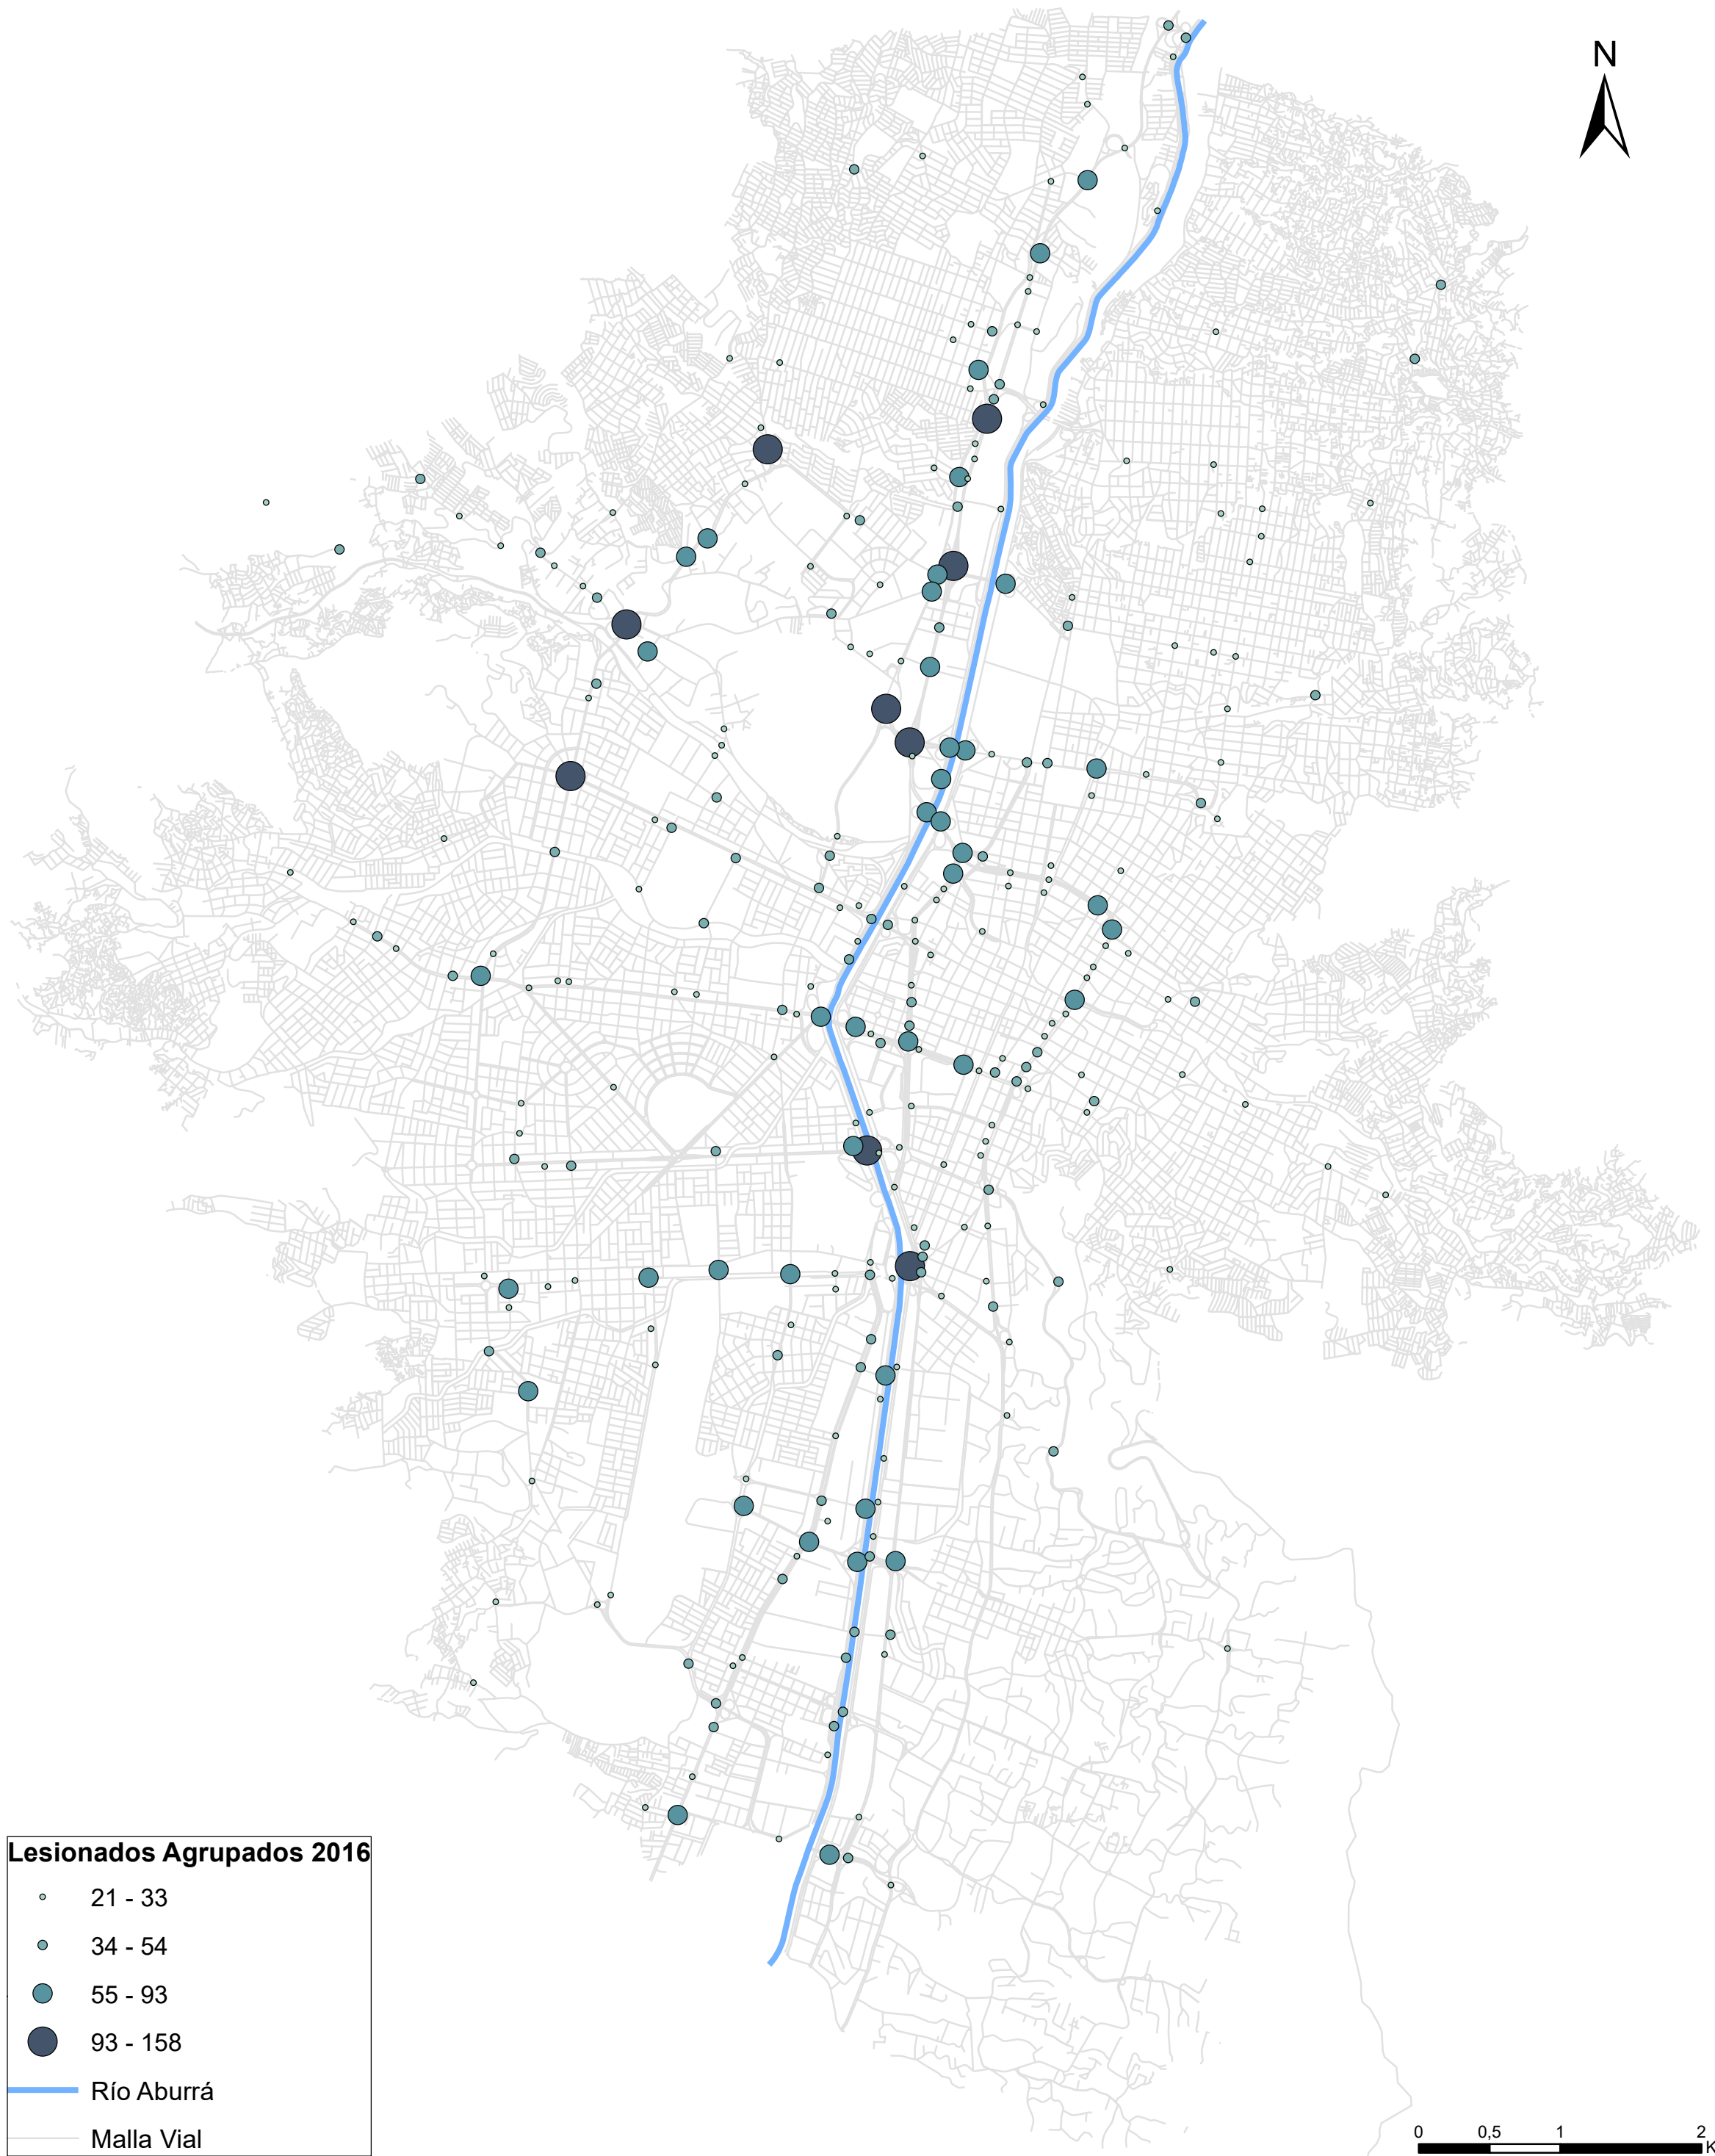 N
Lesionados Agrupados 2016
21 - 33
34 - 54
55 - 93
93 - 158
Río Aburrá
Malla Vial
0 0,5 1 2
K